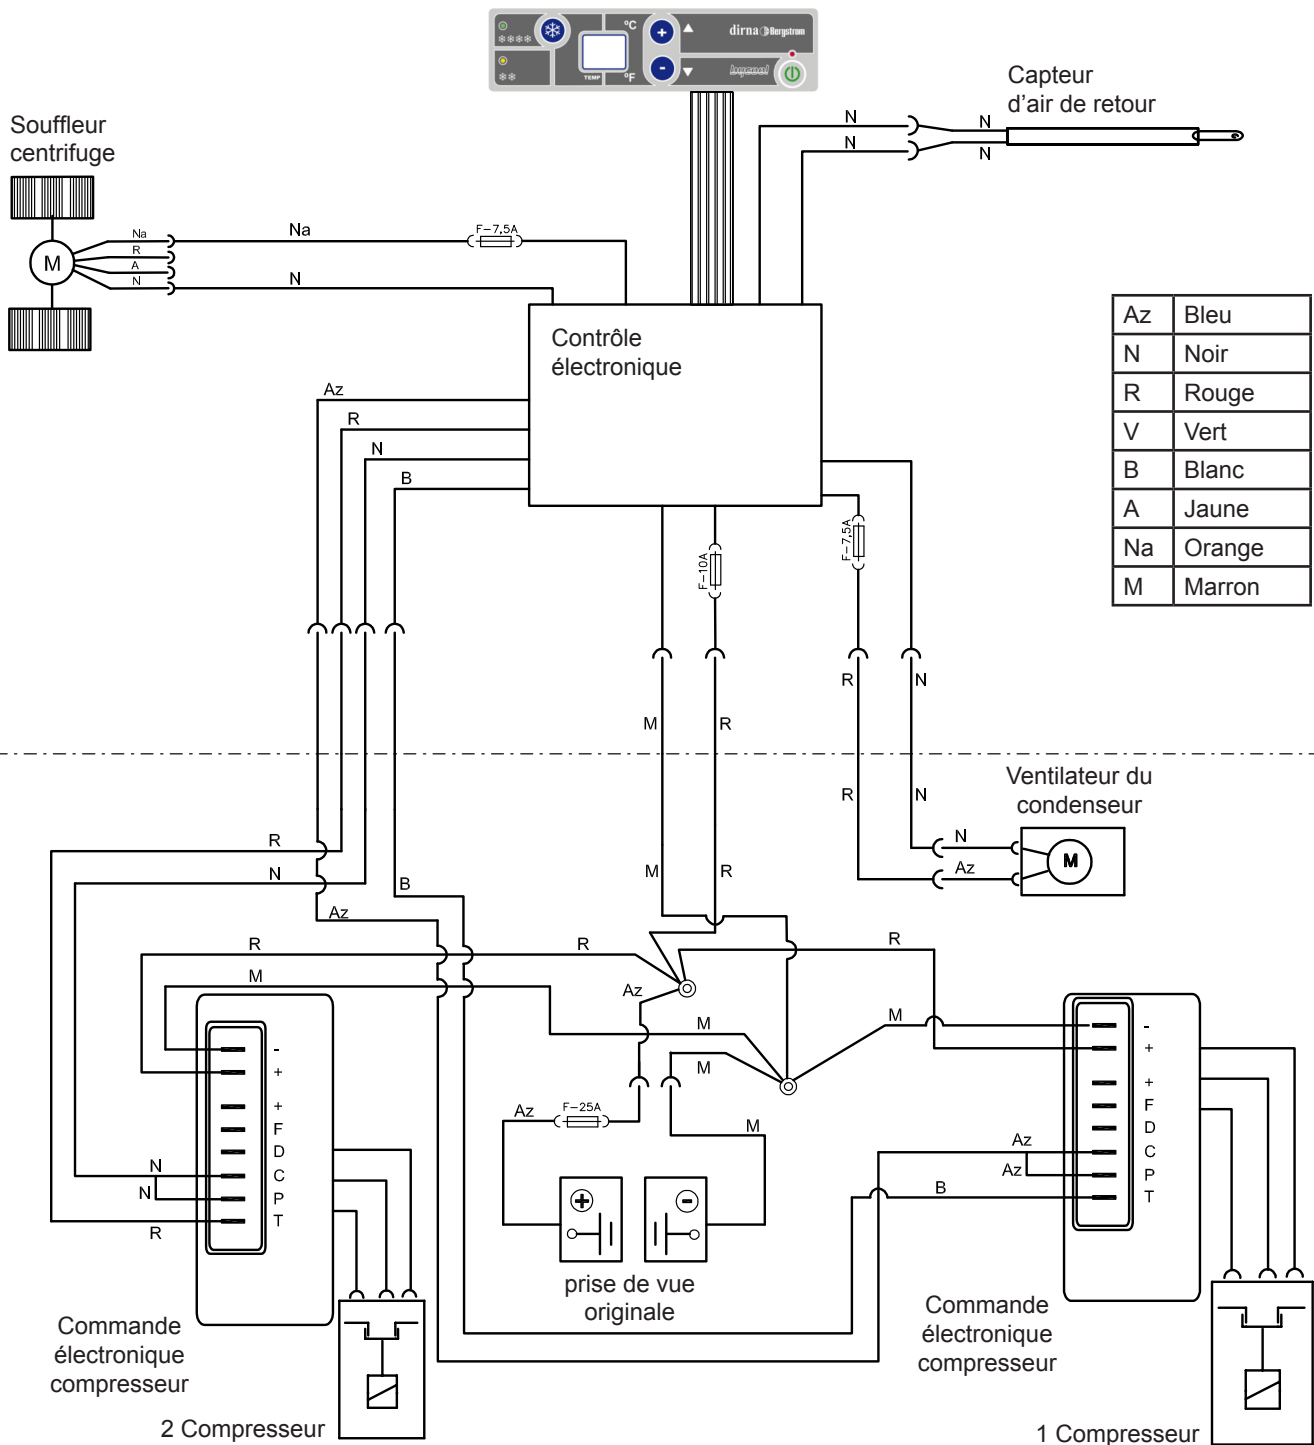 °C
°F
TEMP
+
-
dirna Bergstrom
bycool
Capteur
d'air de retour
N
N
N
N
Souffleur
centrifuge
M
Na
R
A
N
Na
N
F-7,5A
Contrôle
électronique
Az Bleu
N Noir
R Rouge
V Vert
B Blanc
A Jaune
Na Orange
M Marron
Az
R
N
B
F-10A
F-7,5A
M
R
R
N
R
N
M
R
Ventilateur du
condenseur
N
Az
M
R
N
B
Az
R
R
M
Az
M
M
R
M
-
+
+
F
D
C
P
T
N
N
R
Az
F-25A
M
+
-
prise de vue
originale
-
+
+
F
D
C
P
T
Az
Az
B
Commande
électronique
compresseur
2 Compresseur
Commande
électronique
compresseur
1 Compresseur